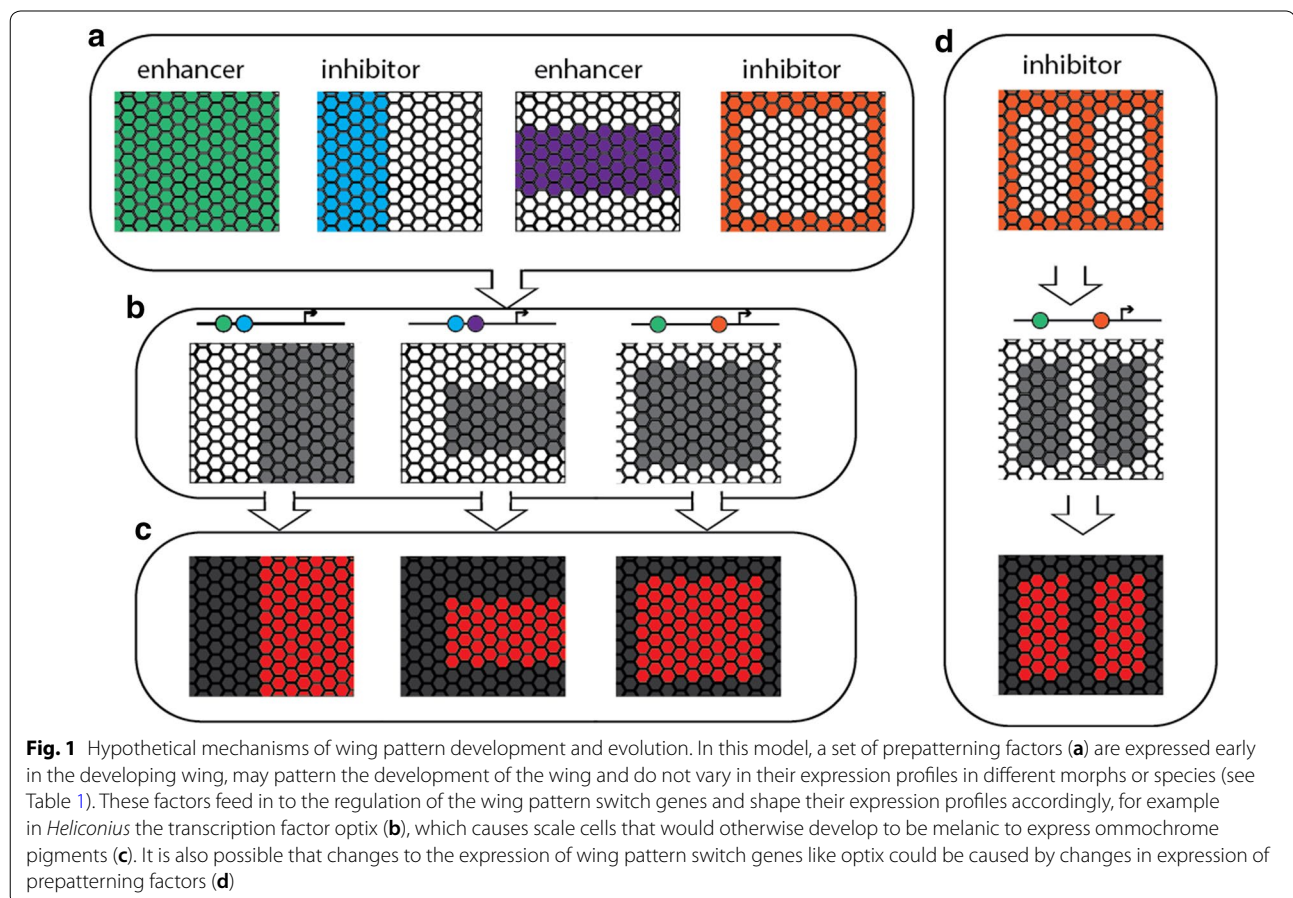 a
d
enhancer inhibitor enhancer inhibitor
inhibitor
b
c
Fig. 1 Hypothetical mechanisms of wing pattern development and evolution. In this model, a set of prepatterning factors (a) are expressed early
in the developing wing, may pattern the development of the wing and do not vary in their expression profiles in different morphs or species (see
Table 1). These factors feed in to the regulation of the wing pattern switch genes and shape their expression profiles accordingly, for example
in Heliconius the transcription factor optix (b), which causes scale cells that would otherwise develop to be melanic to express ommochrome
pigments (c). It is also possible that changes to the expression of wing pattern switch genes like optix could be caused by changes in expression of
prepatterning factors (d)